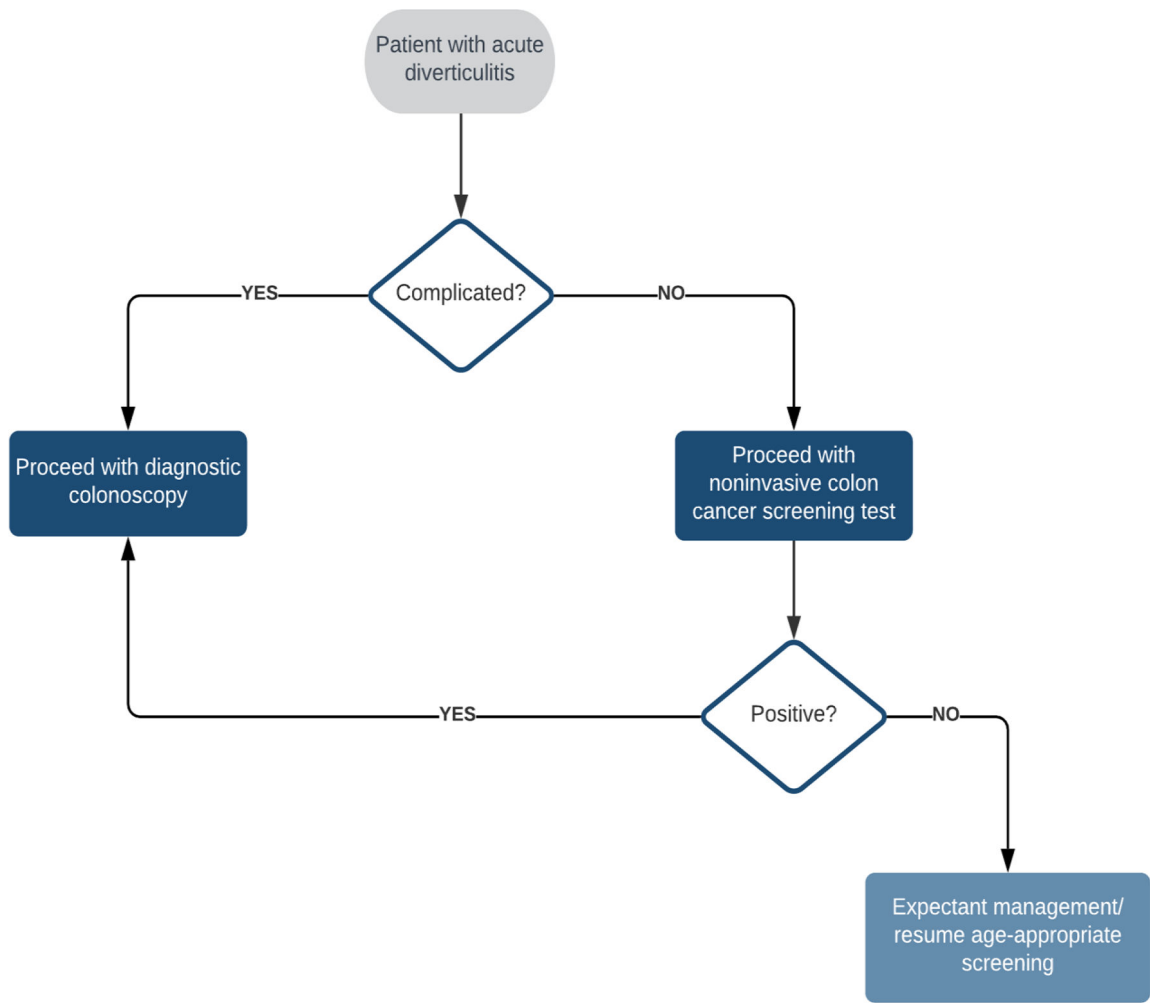 Patient with acute
diverticulitis
Complicated?
YES
NO
Proceed with diagnostic
colonoscopy
Proceed with
noninvasive colon
cancer screening test
Positive?
YES
NO
Expectant management/
resume age-appropriate
screening